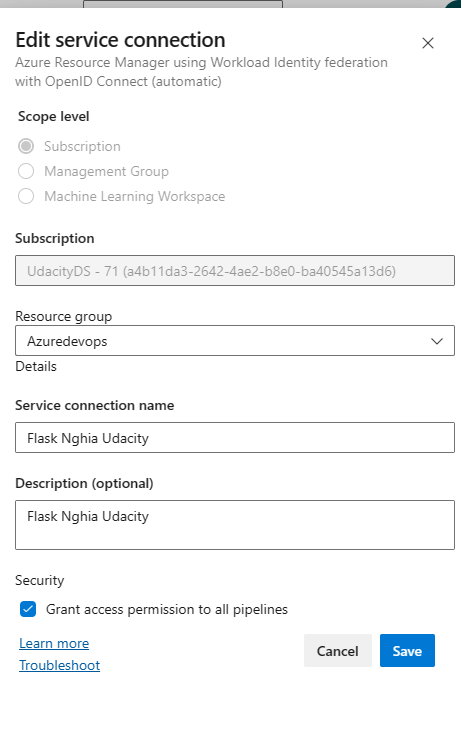 Edit service connection
Azure Resource Manager using Workload Identity federation
with OpenID Connect (automatic)
Scope level
Subscription
Management Group
Machine Learning Workspace
Subscription
UdacityDS - 71 (a4b11da3-2642-4ae2-b8e0-ba40545a13d6)
Resource group
Azuredevops
Details
Service connection name
Flask Nghia Udacity
Description (optional)
Flask Nghia Udacity
Security
Grant access permission to all pipelines
Learn more
Troubleshoot
Cancel
Save